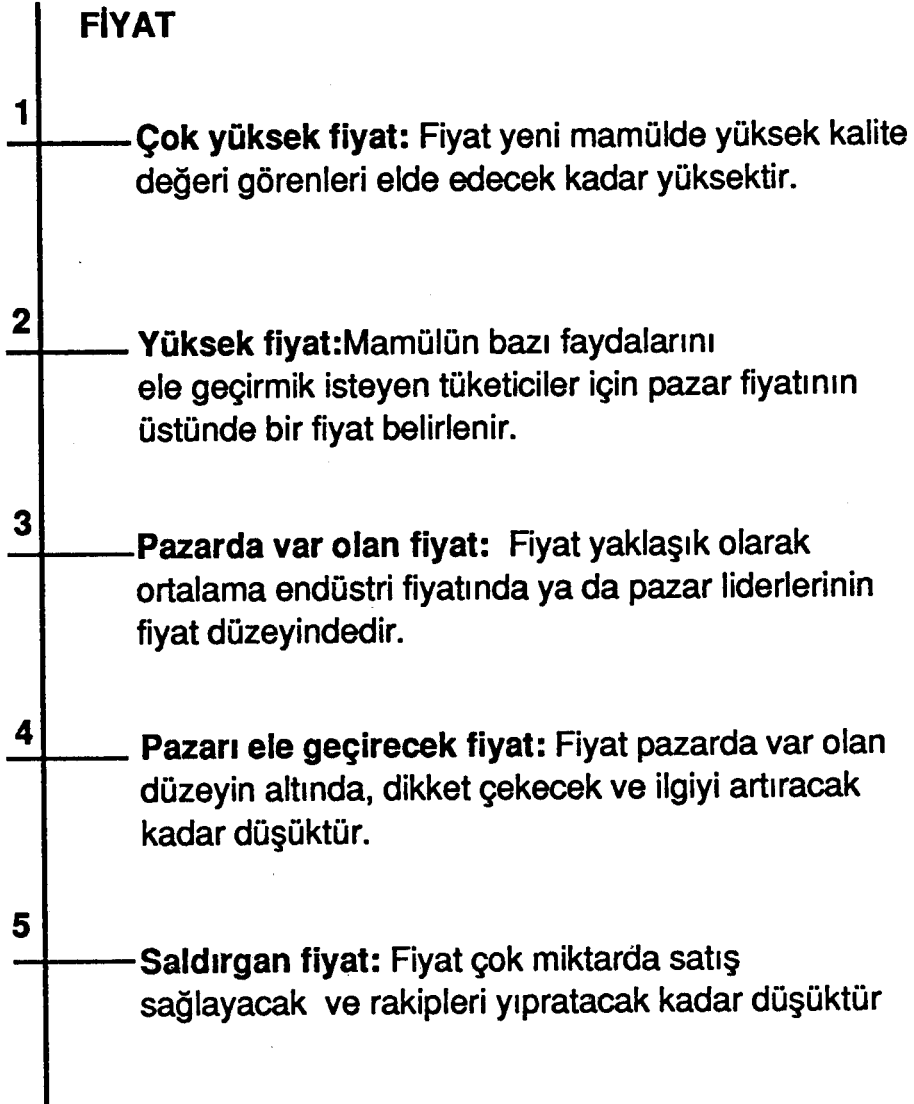 FİYAT
1
Çok yüksek fiyat: Fiyat yeni mamülde yüksek kalite
değeri görenleri elde edecek kadar yüksektir.
2
Yüksek fiyat:Mamülün bazı faydalarını
ele geçirmik isteyen tüketiciler için pazar fiyatının
üstünde bir fiyat belirlenir.
3
Pazarda var olan fiyat: Fiyat yaklaşık olarak
ortalama endüstri fiyatında ya da pazar liderlerinin
fiyat düzeyindedir.
4
Pazarı ele geçirecek fiyat: Fiyat pazarda var olan
düzeyin altında, dikket çekecek ve ilgiyi artıracak
kadar düşüktür.
5
Saldırgan fiyat: Fiyat çok miktarda satış
sağlayacak ve rakipleri yıpratacak kadar düşüktür